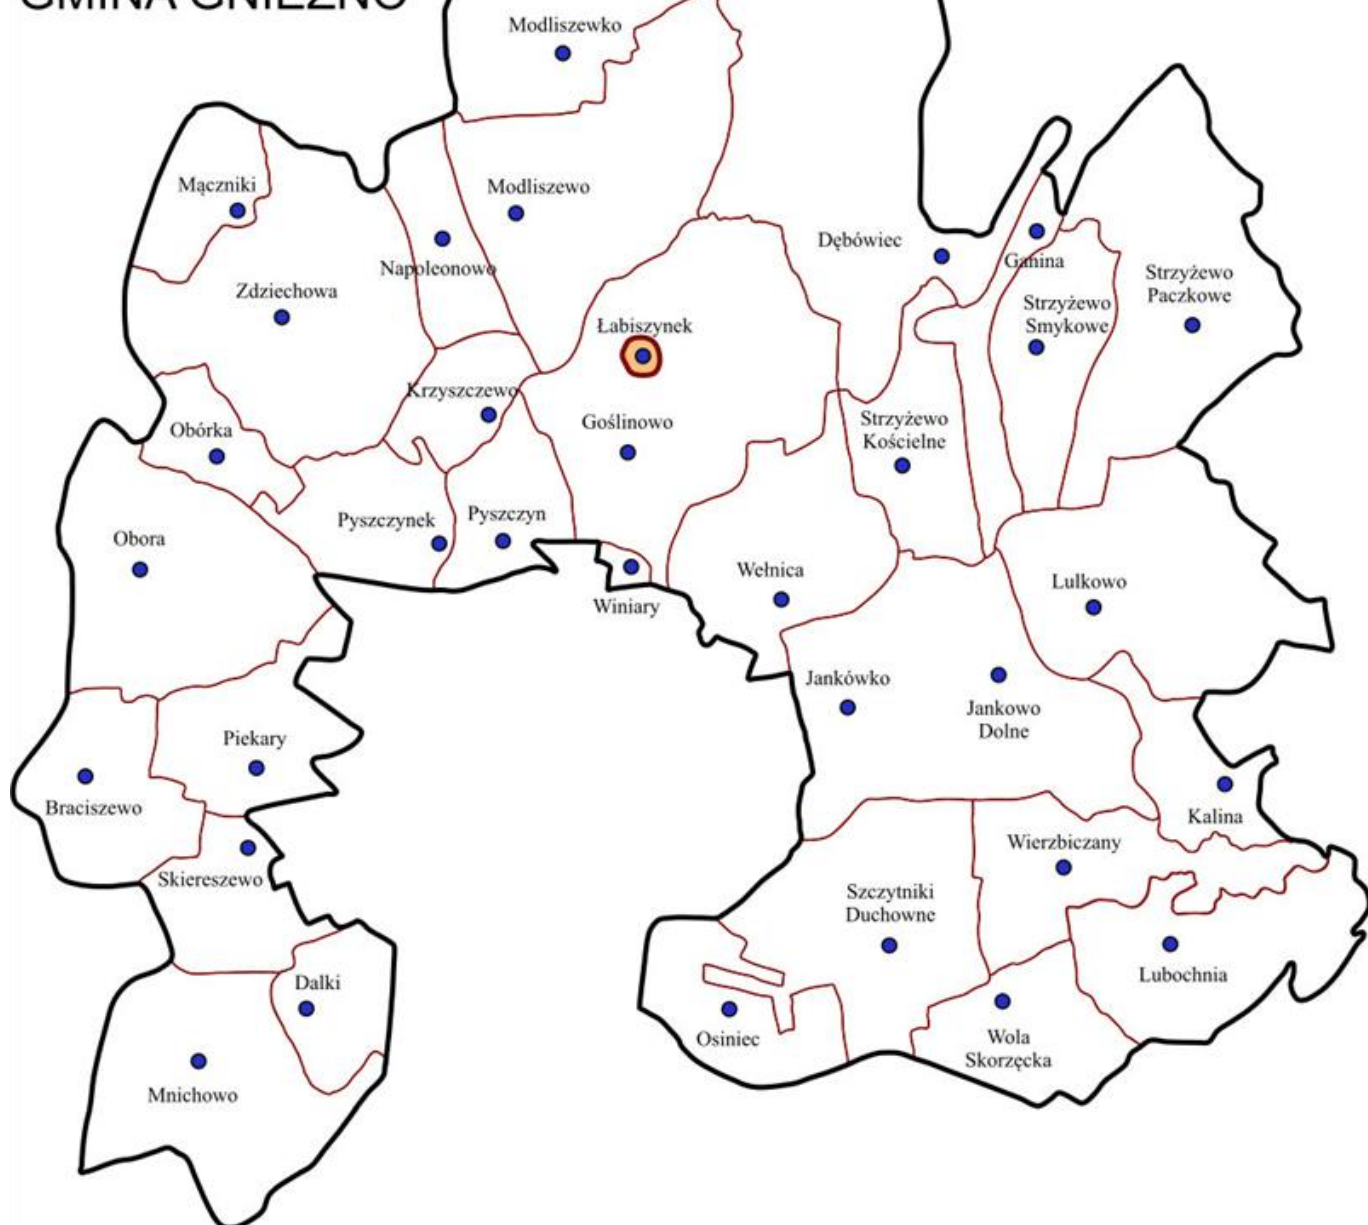 GMINA GNIEZNO
Modliszewko
Mączniki
Modliszewo
Napoleonowo
Zdziechowa
Dębówiec
Ganina
Strzyżewo
Paczkowe
Strzyżewo
Smykowe
Łabiszynek
Krzyszczewo
Obórka
Goślinowo
Strzyżewo
Kościelne
Pyszczynek
Pyszczyn
Obora
Wełnica
Winiary
Lulkowo
Jankówko
Jankowo
Dolne
Piekary
Braciszewo
Kalina
Wierzbiczany
Skiereszewo
Szczytniki
Duchowne
Lubochnia
Dalki
Osiniec
Wola
Skorzęcka
Mnichowo